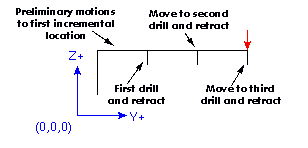 Preliminary motions
to first incremental
location
Move to second
drill and retract
Z+
First drill
and retract
Move to third
drill and retract
Y+
(0,0,0)